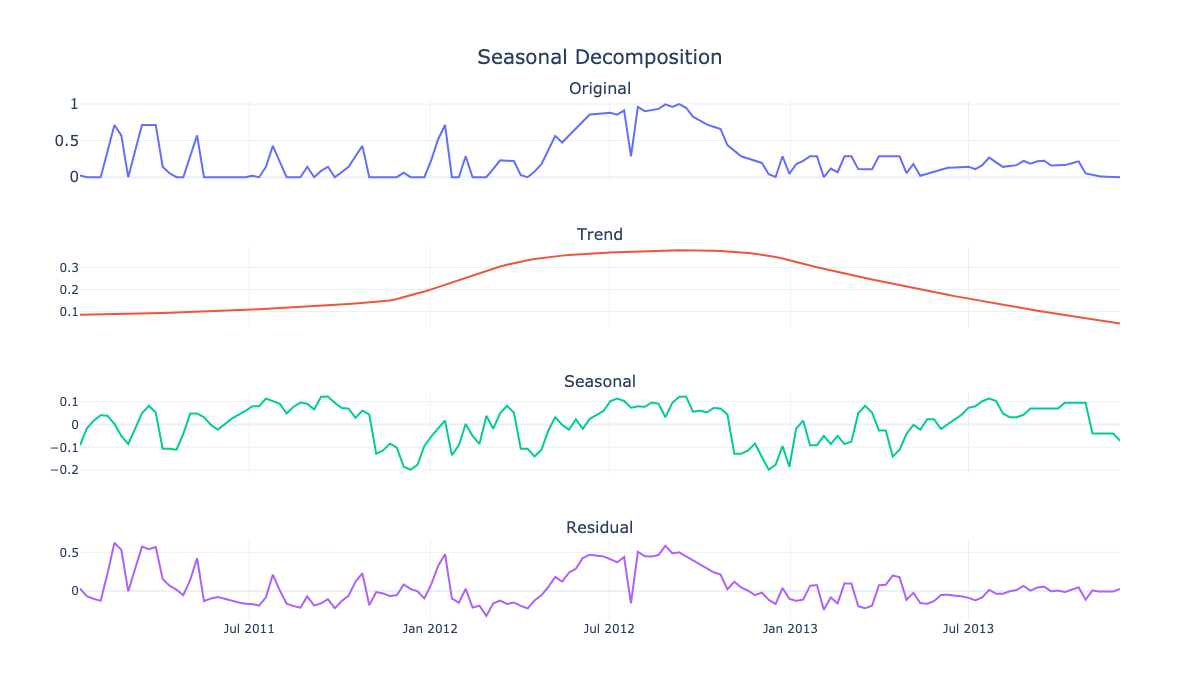 Seasonal Decomposition
Original
1
0.5
0
Trend
0.3
0.2
0.1
Seasonal
0.1
0
−0.1
−0.2
Residual
0.5
0
Jul 2011 Jan 2012 Jul 2012 Jan 2013 Jul 2013